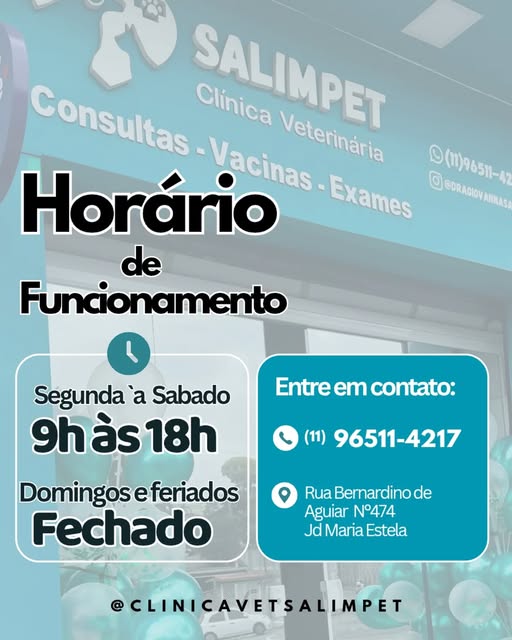 SALIMPET
Clínica Veterinária
Consultas - Vacinas - Exames
(11)96511-42
@DRAGIOVANNASA
Horário
de
Funcionamento
Segunda `a Sabado
9h às 18h
Domingos e feriados
Fechado
Entre em contato:
(11) 96511-4217
Rua Bernardino de
Aguiar N°474
Jd Maria Estela
@CLINICAVETSALIMPET